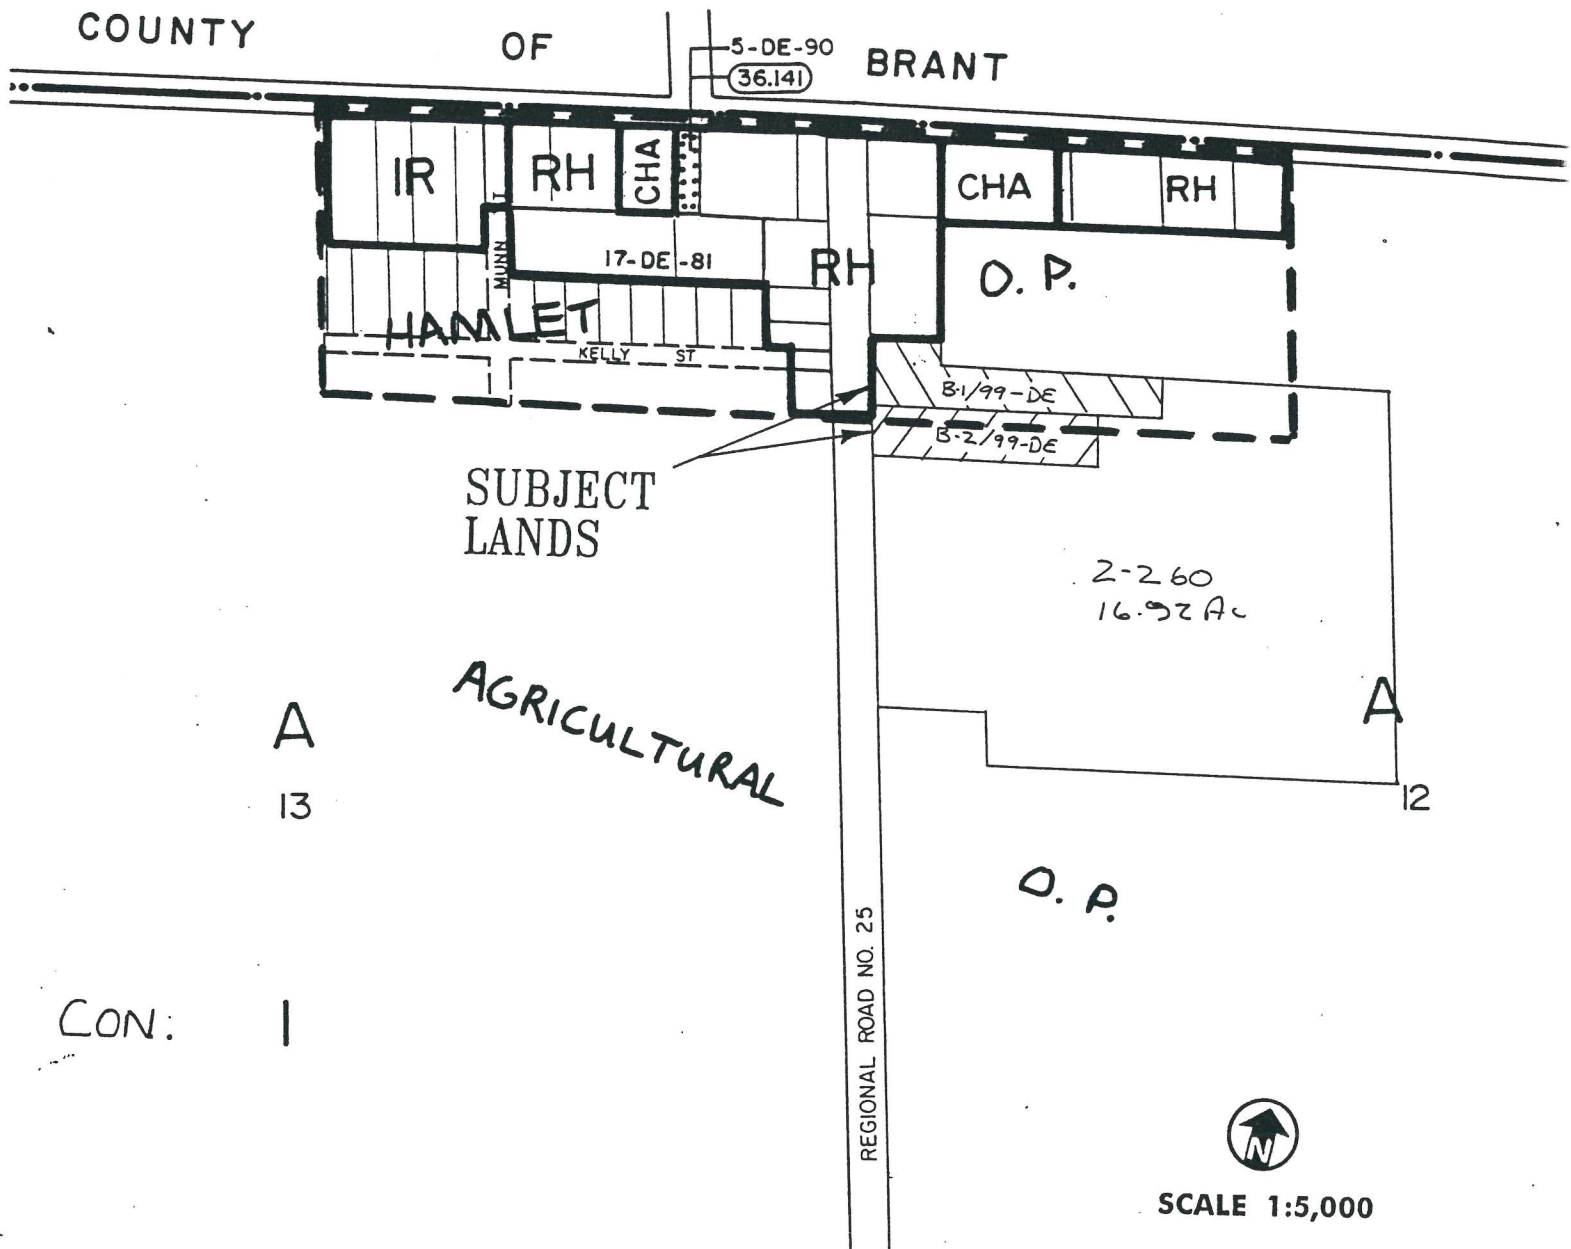 COUNTY OF BRANT
5-DE-90
36.141
IR
RH
CHA
CHA
RH
MUNN ST
17-DE-81
RH
O. P.
HAMLET
KELLY ST
B-1/99-DE
B-2/99-DE
SUBJECT
LANDS
2-260
16.92 Ac
AGRICULTURAL
A
13
A
12
O. P.
REGIONAL ROAD NO. 25
CON: 1
N
SCALE 1:5,000